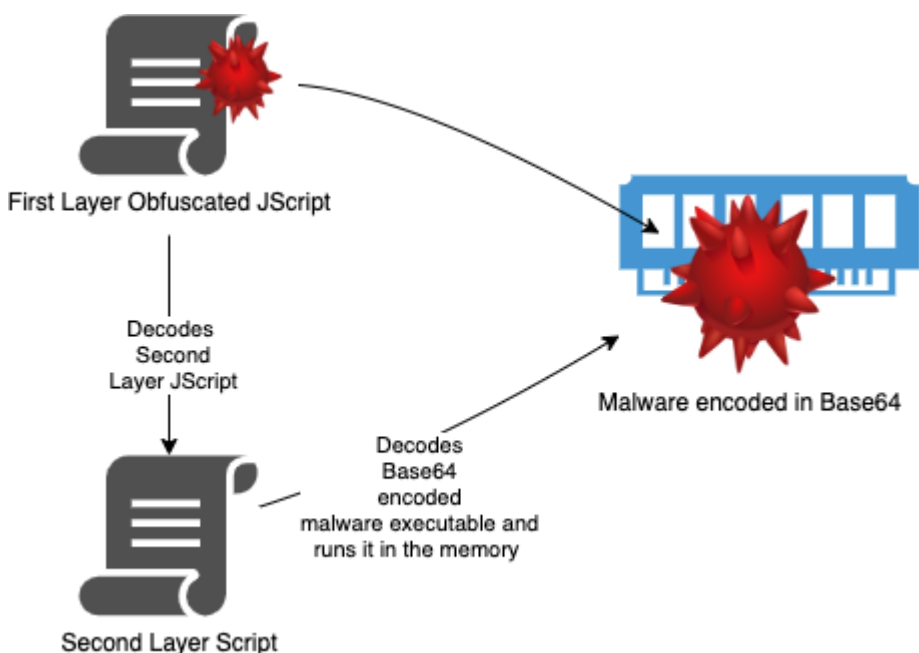 First Layer Obfuscated JScript
Decodes
Second
Layer JScript
Malware encoded in Base64
Decodes
Base64
encoded
malware executable and
runs it in the memory
Second Layer Script